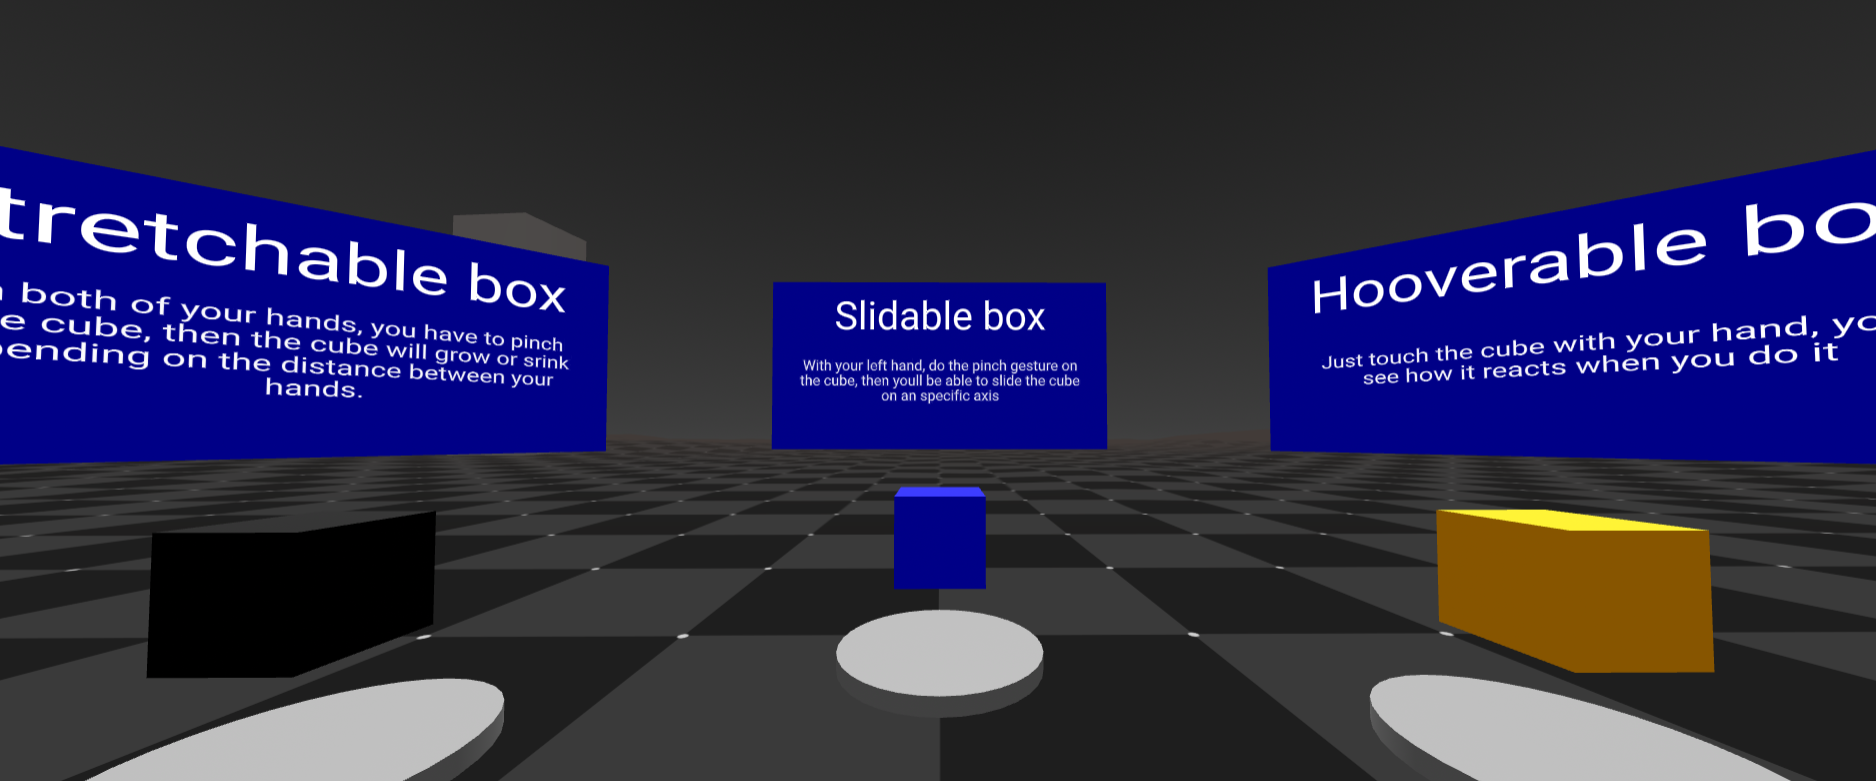 tretchable box
both of your hands, you have to pinch
e cube, then the cube will grow or srink
ending on the distance between your
hands.
Slidable box
With your left hand, do the pinch gesture on
the cube, then youll be able to slide the cube
on an specific axis
Hooverable bo
Just touch the cube with your hand, yo
see how it reacts when you do it